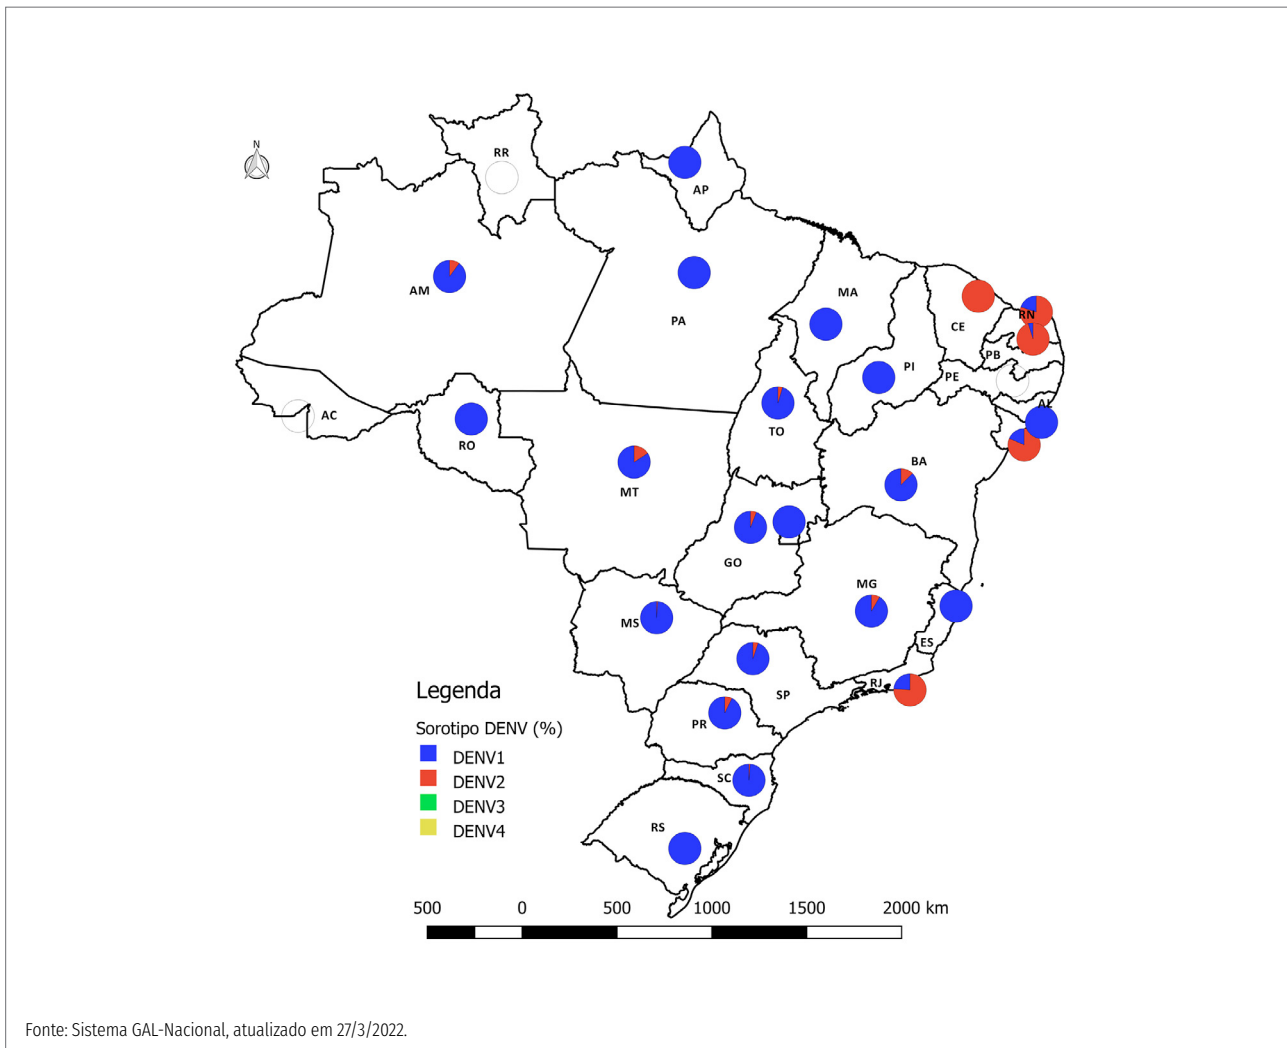 N
RR
AP
AM
PA
MA
CE
RN
PB
PI
PE
AC
AL
RO
TO
MT
BA
GO
MG
MS
ES
SP
RJ
PR
SC
RS
Legenda
Sorotipo DENV (%)
DENV1
DENV2
DENV3
DENV4
500 0 500 1000 1500 2000 km
Fonte: Sistema GAL-Nacional, atualizado em 27/3/2022.